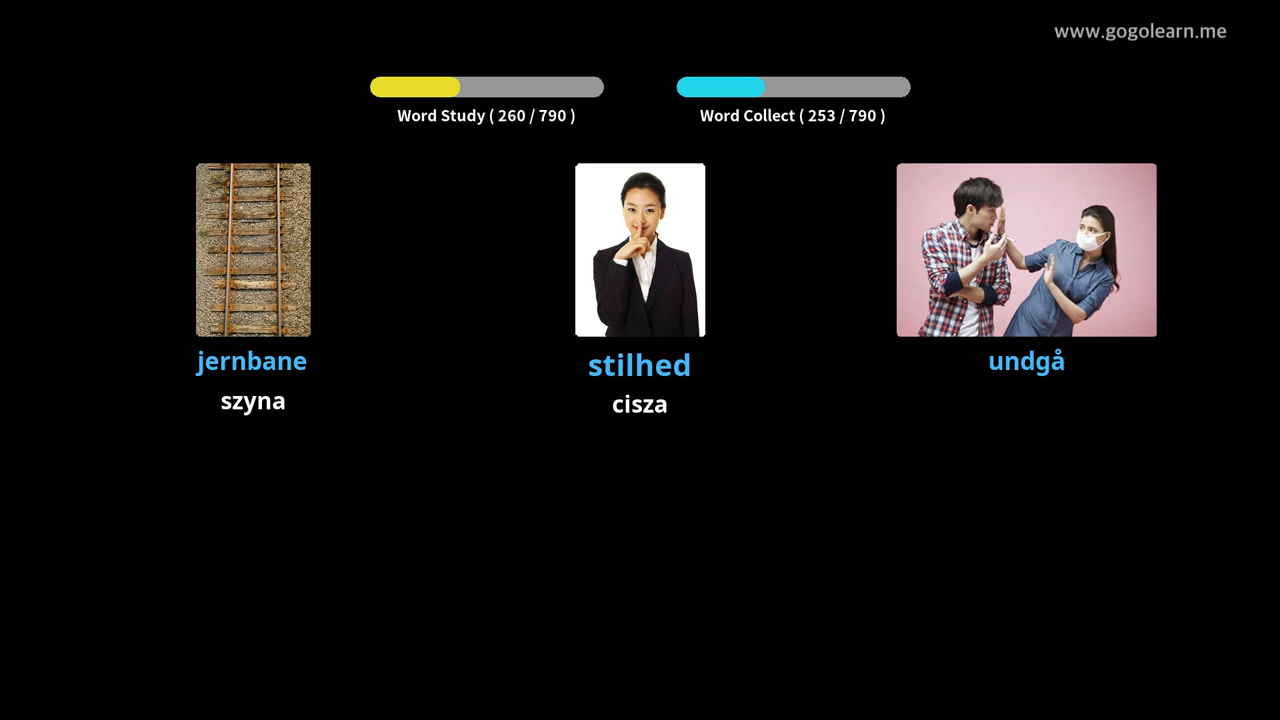 www.gogolearn.me
Word Study ( 260 / 790 )
Word Collect ( 253 / 790 )
jernbane
szyna
stilhed
cisza
undgå